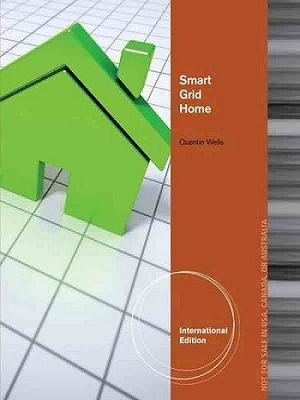 Smart
Grid
Home
Quentin Wells
International
Edition
NOT FOR SALE IN USA, CANADA, OR AUSTRALIA